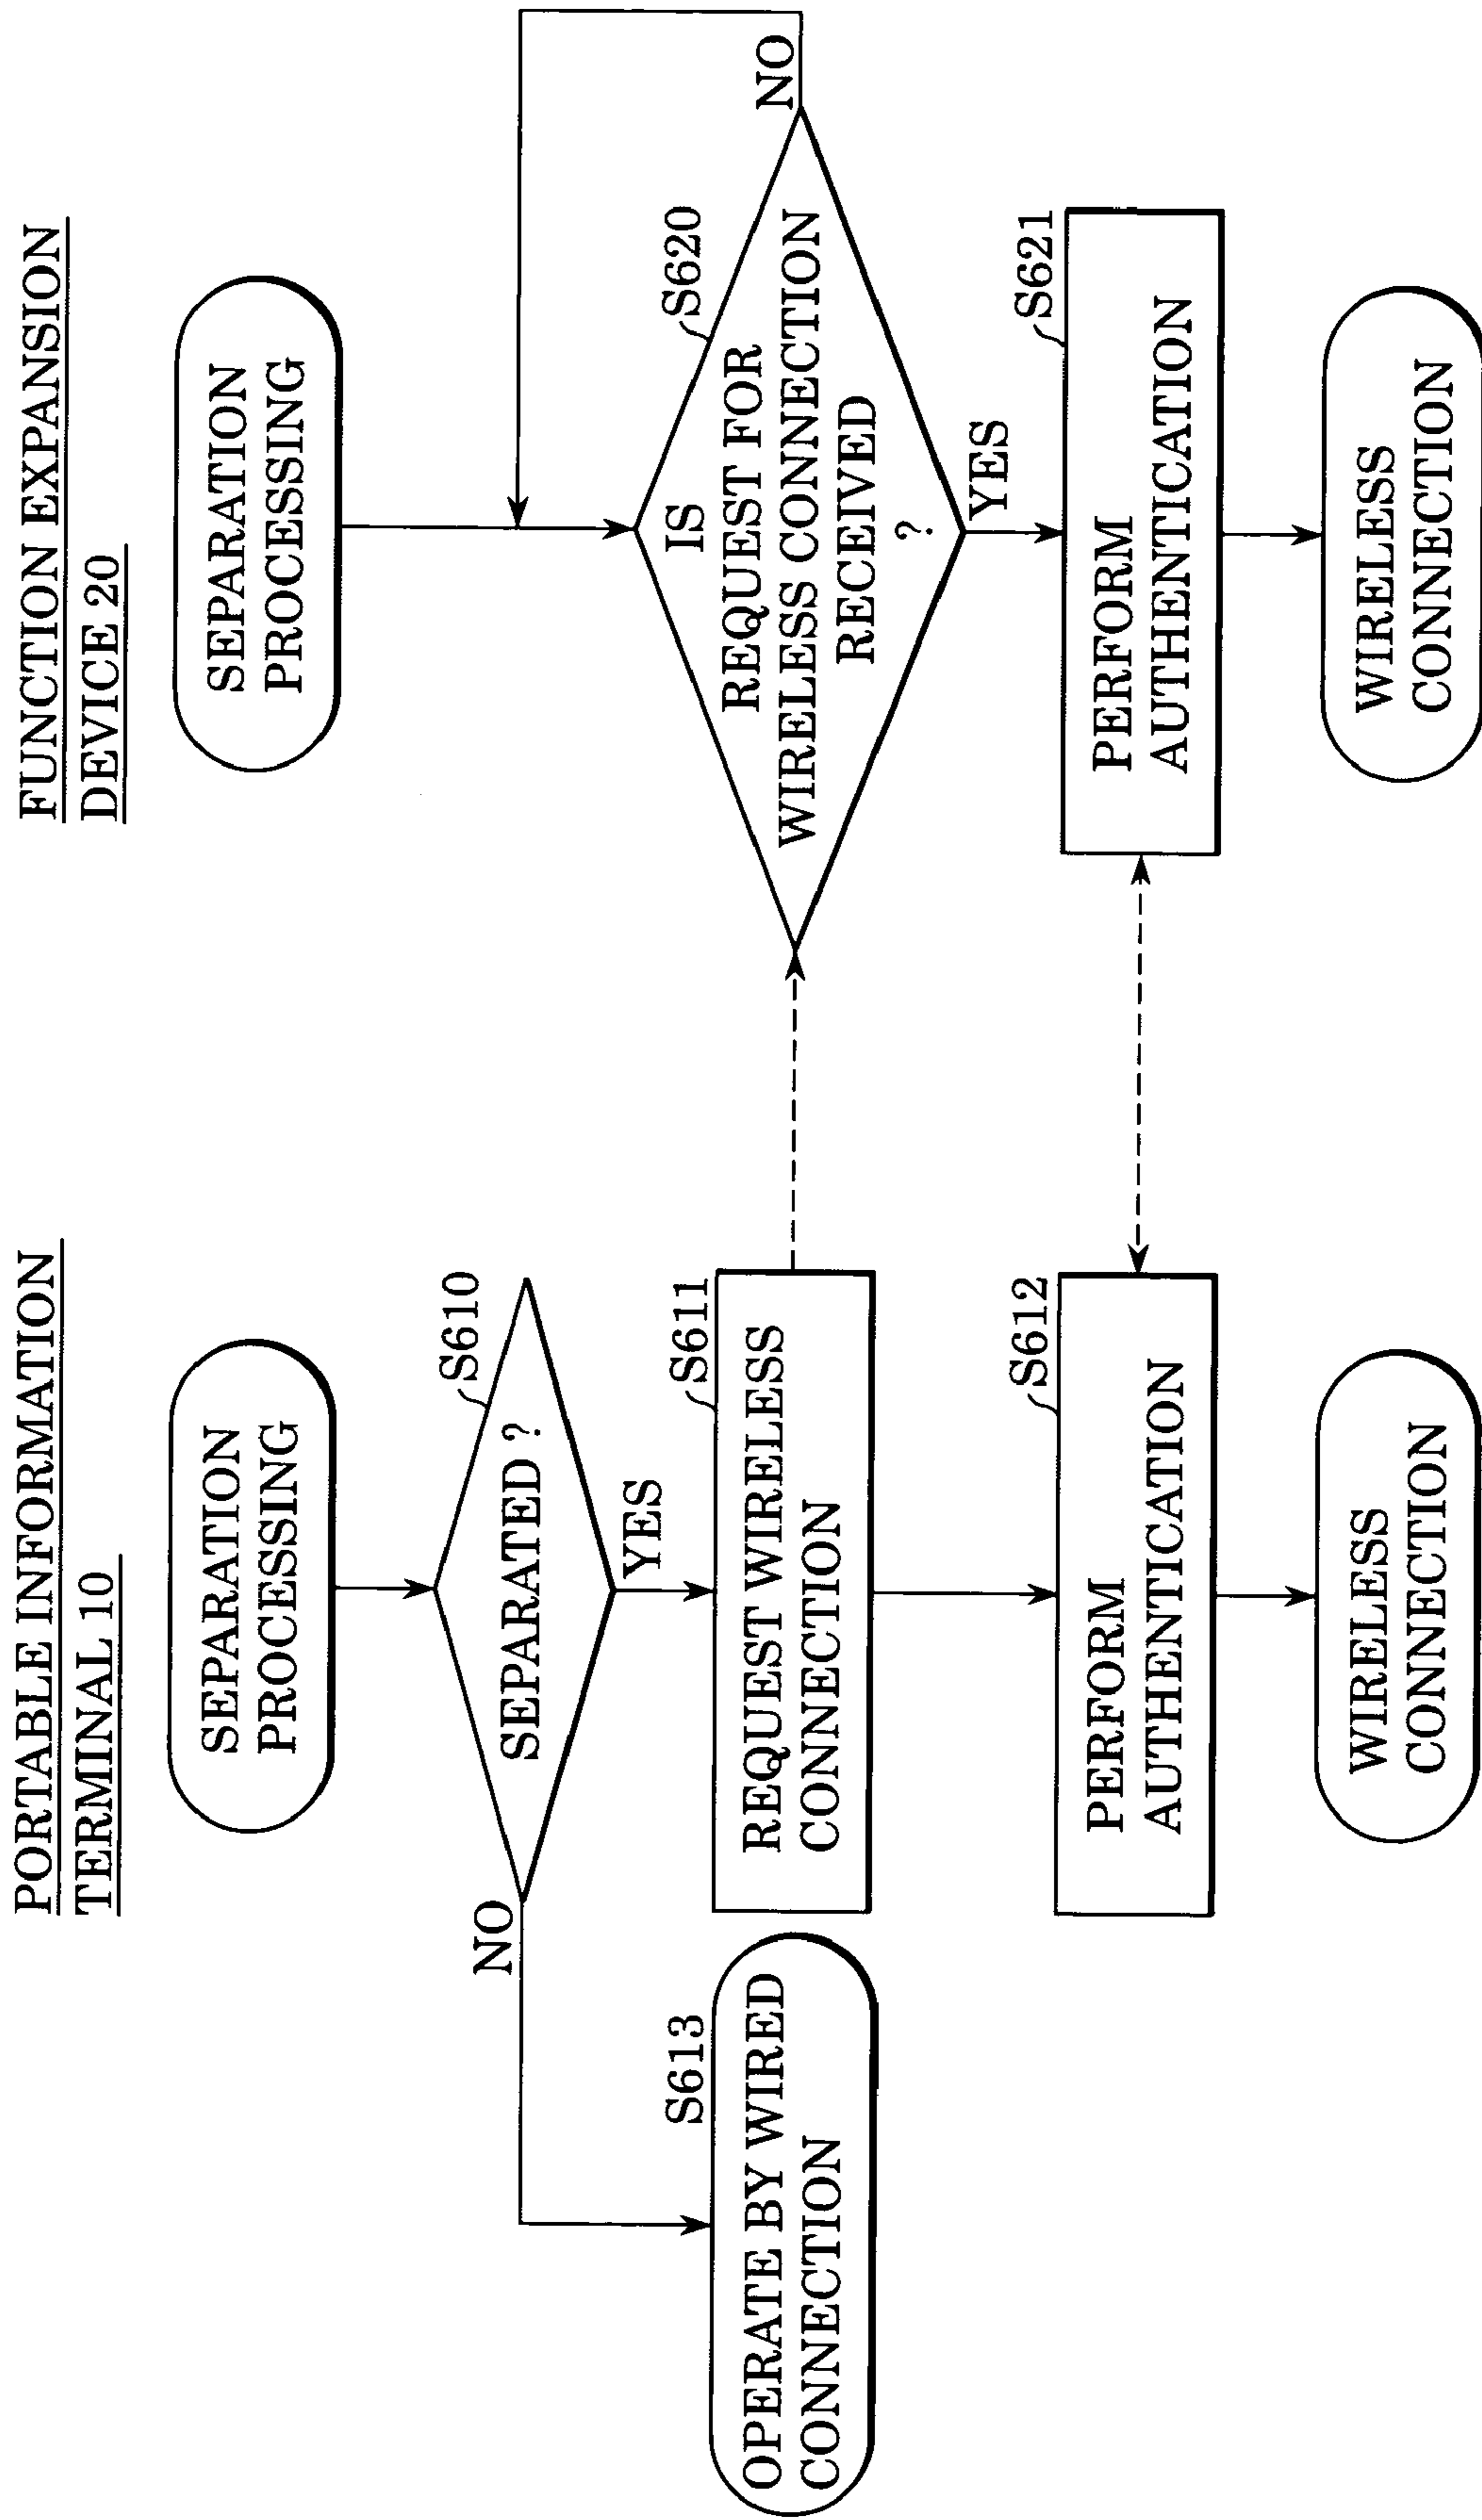 PORTABLE INFORMATION
TERMINAL 10
SEPARATION
PROCESSING
S610
SEPARATED ?
NO
YES
S613
OPERATE BY WIRED
CONNECTION
S611
REQUEST WIRELESS
CONNECTION
S612
PERFORM
AUTHENTICATION
WIRELESS
CONNECTION
FUNCTION EXPANSION
DEVICE 20
SEPARATION
PROCESSING
S620
IS
REQUEST FOR
WIRELESS CONNECTION
RECEIVED
?
NO
YES
S621
PERFORM
AUTHENTICATION
WIRELESS
CONNECTION